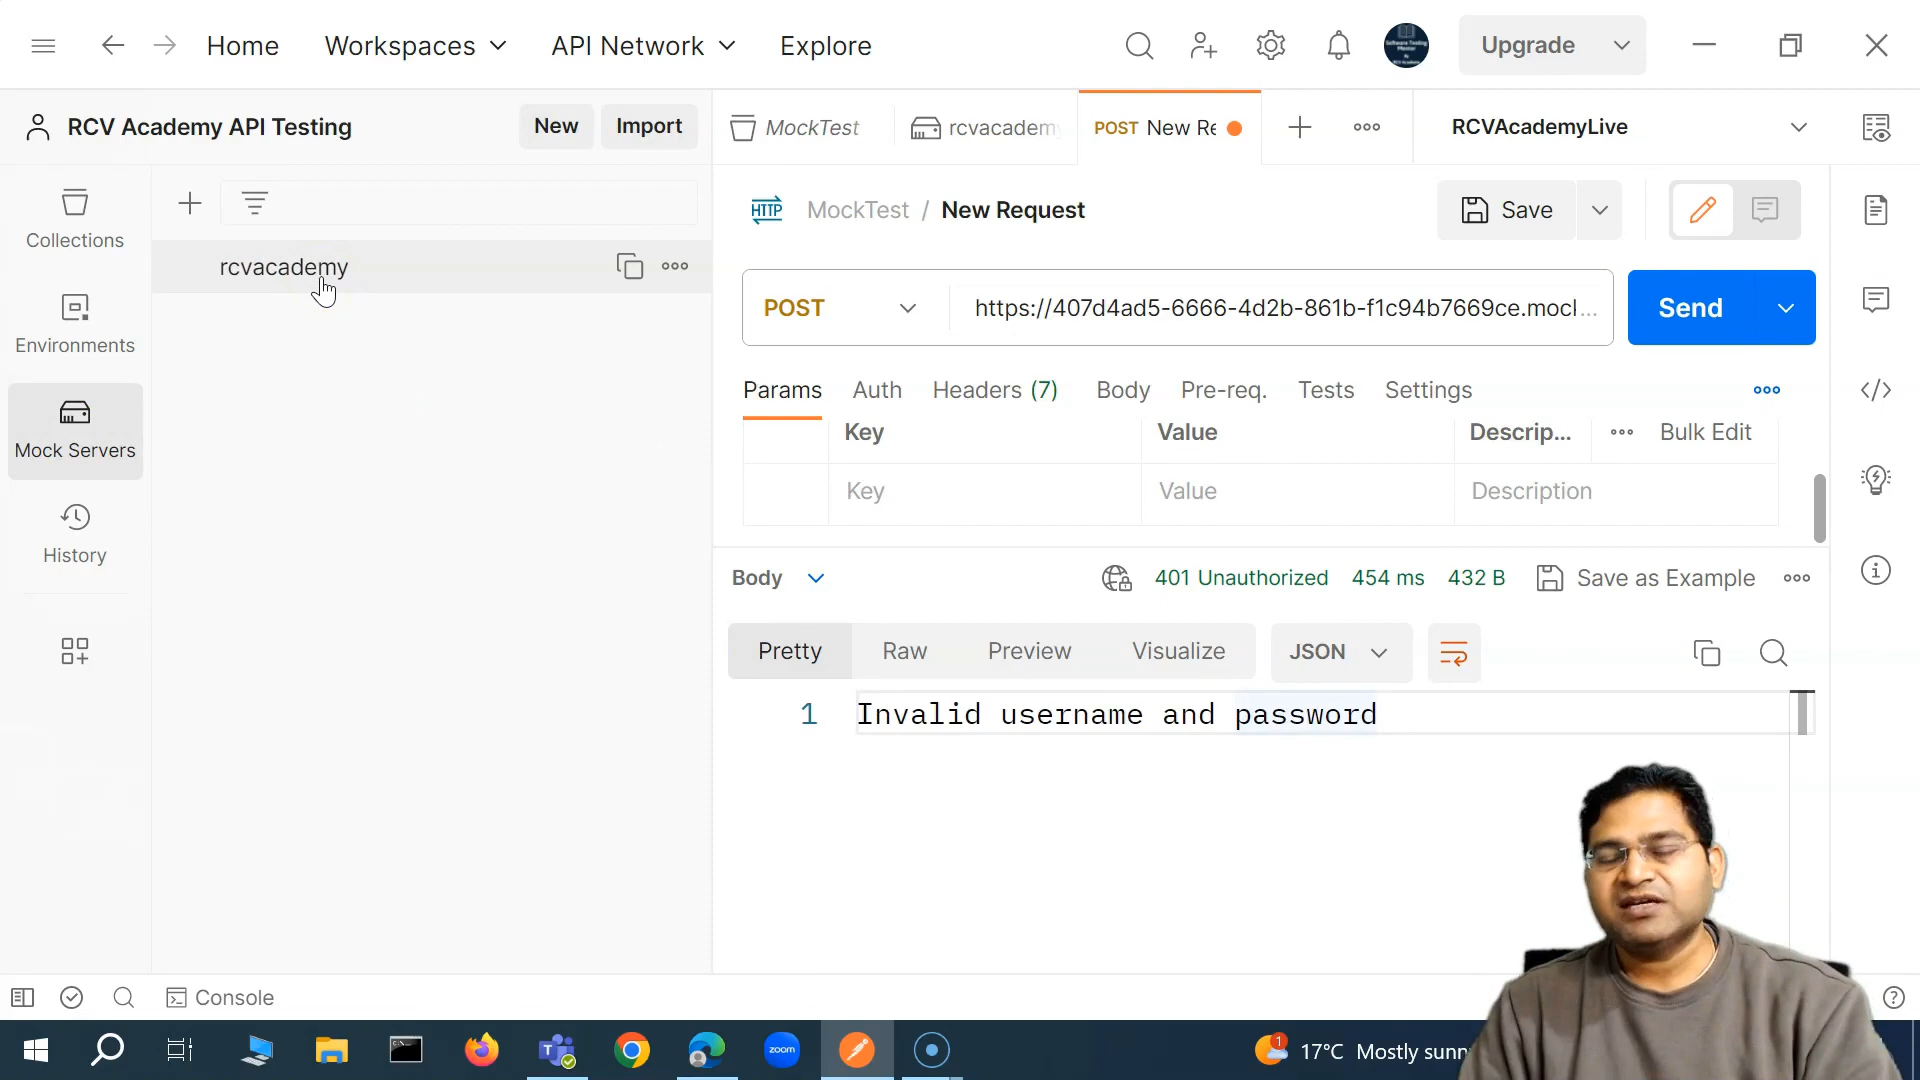 Home Workspaces API Network Explore Upgrade
RCV Academy API Testing New Import MockTest rcvacadem POST New Re RCVAcademyLive
Collections
Environments
Mock Servers
History
rcvacademy
HTTP MockTest / New Request Save
POST https://407d4ad5-6666-4d2b-861b-f1c94b7669ce.mocl... Send
Params Auth Headers (7) Body Pre-req. Tests Settings
Key Value Descrip... Bulk Edit
Key Value Description
Body 401 Unauthorized 454 ms 432 B Save as Example
Pretty Raw Preview Visualize JSON
1 Invalid username and password
Console
zoom 1 17°C Mostly sunn